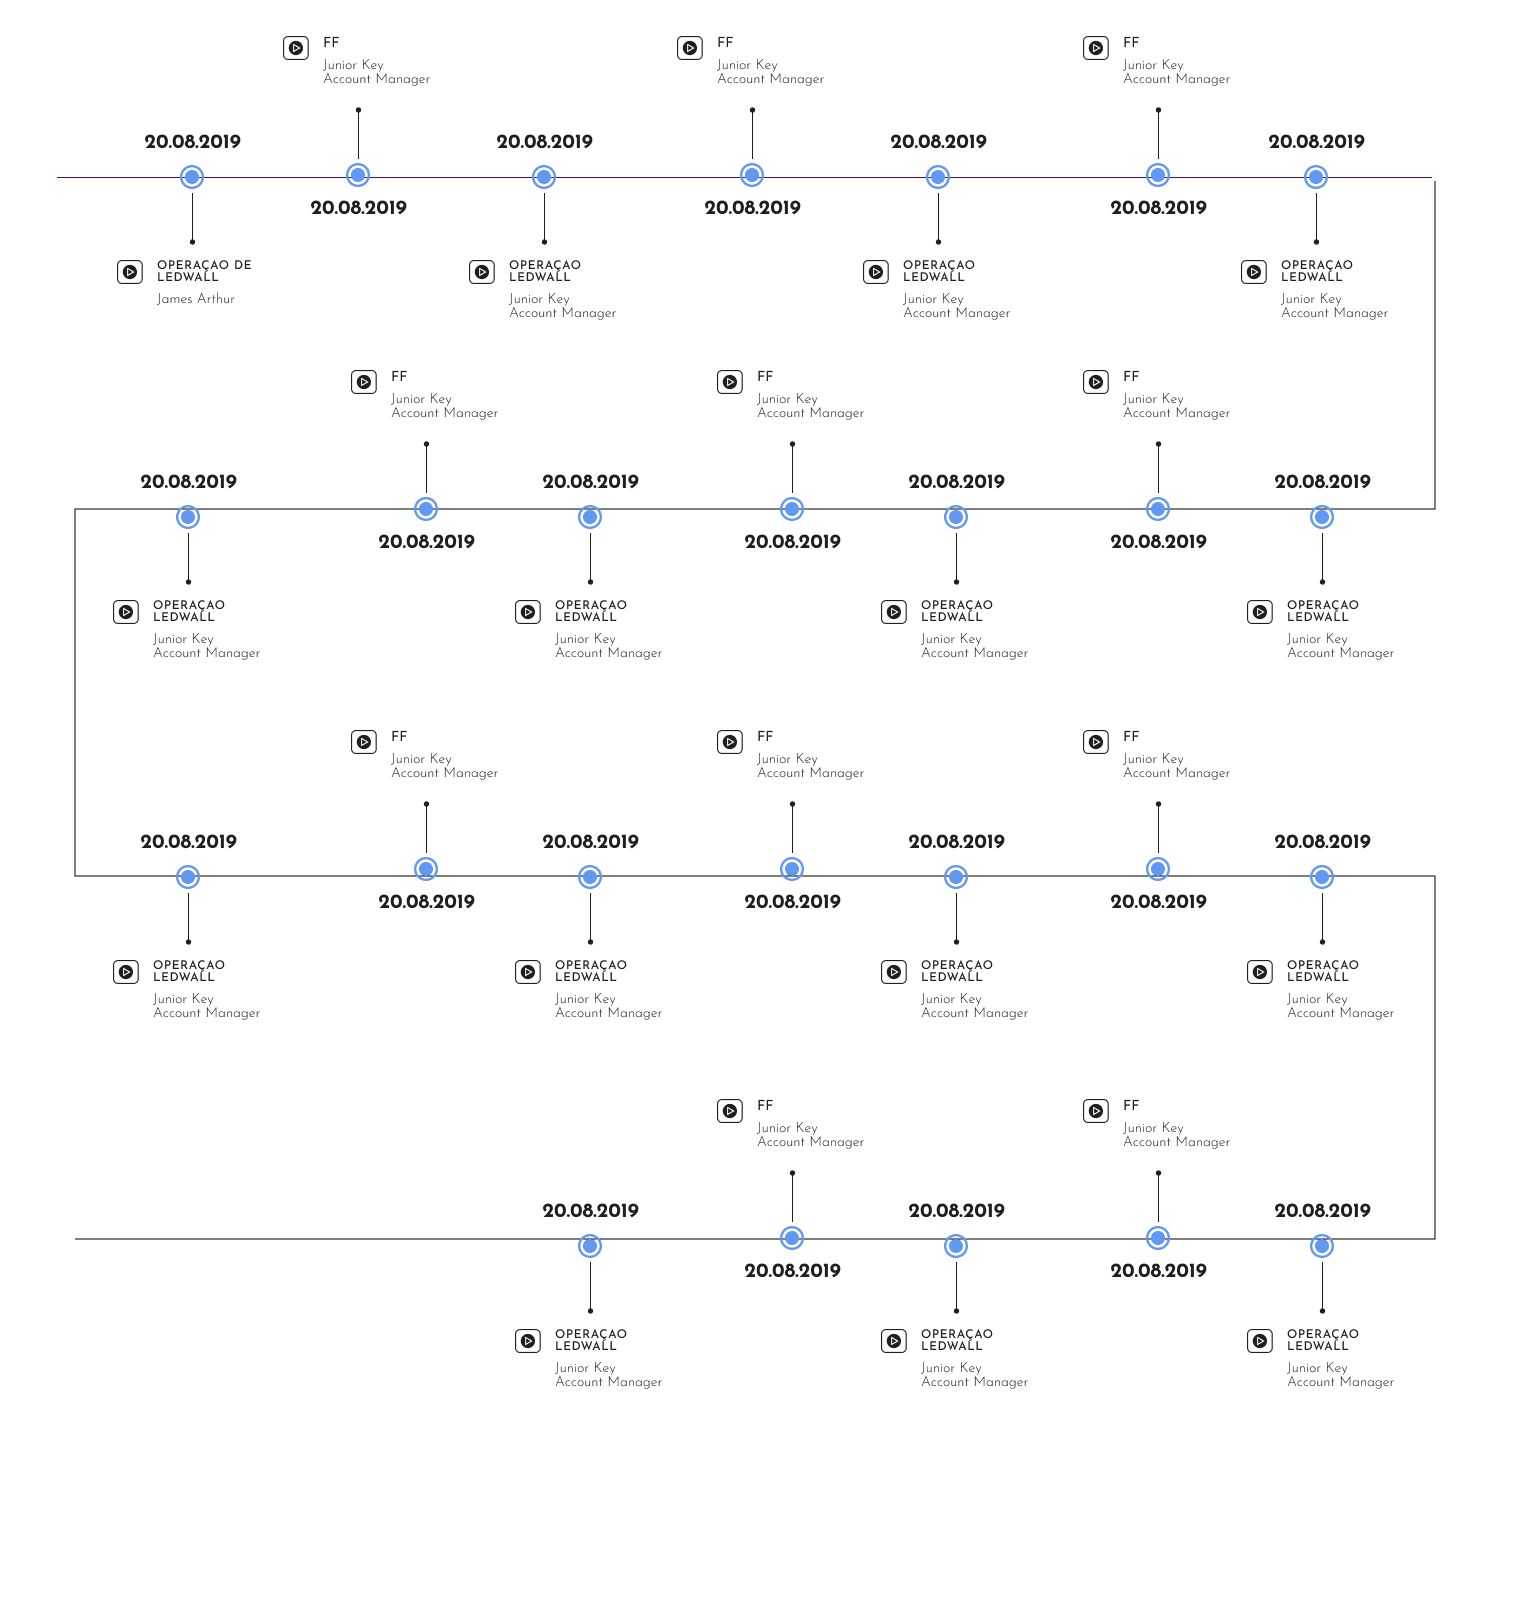 FF
Junior Key
Account Manager
FF
Junior Key
Account Manager
FF
Junior Key
Account Manager
20.08.2019
20.08.2019
20.08.2019
20.08.2019
20.08.2019
20.08.2019
20.08.2019
OPERAÇAO DE
LEDWALL
James Arthur
OPERAÇAO
LEDWALL
Junior Key
Account Manager
OPERAÇAO
LEDWALL
Junior Key
Account Manager
OPERAÇAO
LEDWALL
Junior Key
Account Manager
FF
Junior Key
Account Manager
FF
Junior Key
Account Manager
FF
Junior Key
Account Manager
20.08.2019
20.08.2019
20.08.2019
20.08.2019
20.08.2019
20.08.2019
20.08.2019
OPERAÇAO
LEDWALL
Junior Key
Account Manager
OPERAÇAO
LEDWALL
Junior Key
Account Manager
OPERAÇAO
LEDWALL
Junior Key
Account Manager
OPERAÇAO
LEDWALL
Junior Key
Account Manager
FF
Junior Key
Account Manager
FF
Junior Key
Account Manager
FF
Junior Key
Account Manager
20.08.2019
20.08.2019
20.08.2019
20.08.2019
20.08.2019
20.08.2019
20.08.2019
OPERAÇAO
LEDWALL
Junior Key
Account Manager
OPERAÇAO
LEDWALL
Junior Key
Account Manager
OPERAÇAO
LEDWALL
Junior Key
Account Manager
OPERAÇAO
LEDWALL
Junior Key
Account Manager
FF
Junior Key
Account Manager
FF
Junior Key
Account Manager
20.08.2019
20.08.2019
20.08.2019
20.08.2019
20.08.2019
OPERAÇAO
LEDWALL
Junior Key
Account Manager
OPERAÇAO
LEDWALL
Junior Key
Account Manager
OPERAÇAO
LEDWALL
Junior Key
Account Manager